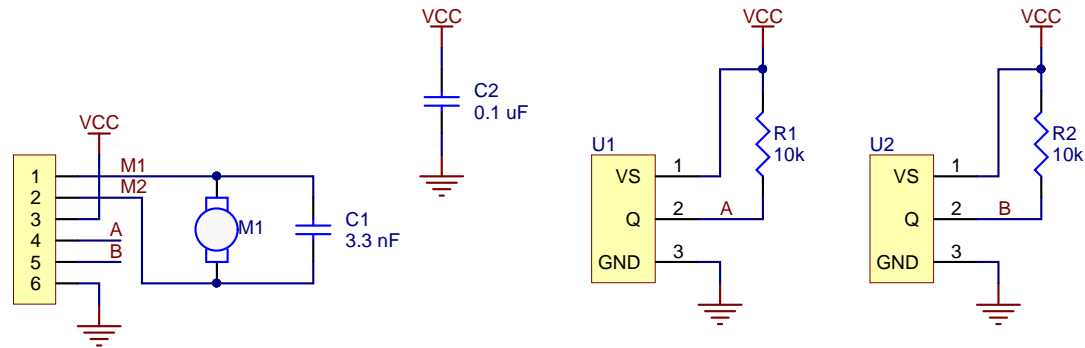 VCC
1
2
3
4
5
6
M1
M2
A
B
M1
C1
3.3 nF
VCC
C2
0.1 uF
VCC
U1
VS
Q
GND
1
2
3
A
R1
10k
VCC
U2
VS
Q
GND
1
2
3
B
R2
10k